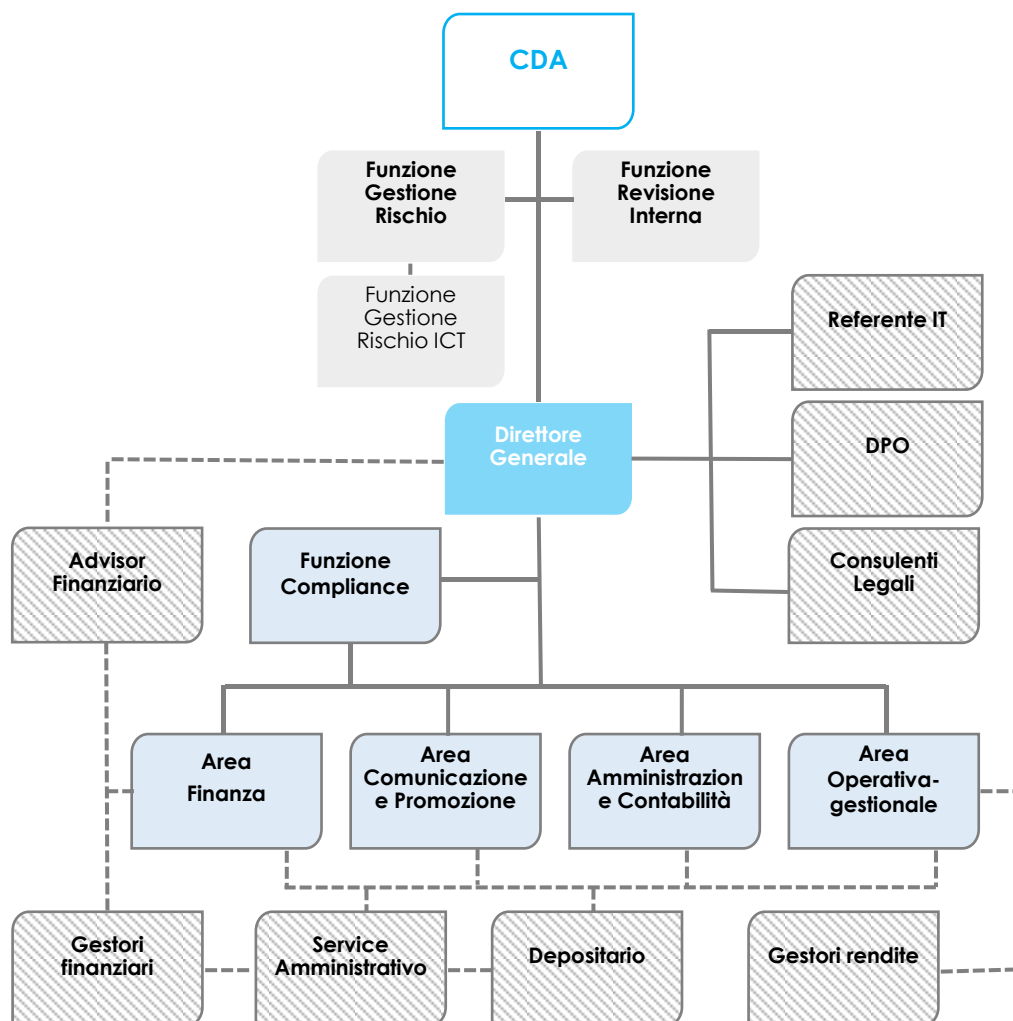 CDA
Funzione
Gestione
Rischio
Funzione
Revisione
Interna
Funzione
Gestione
Rischio ICT
Referente IT
Direttore
Generale
DPO
Advisor
Finanziario
Funzione
Compliance
Consulenti
Legali
Area
Finanza
Area
Comunicazione
e Promozione
Area
Amministrazion
e Contabilità
Area
Operativa-
gestionale
Gestori
finanziari
Service
Amministrativo
Depositario
Gestori rendite